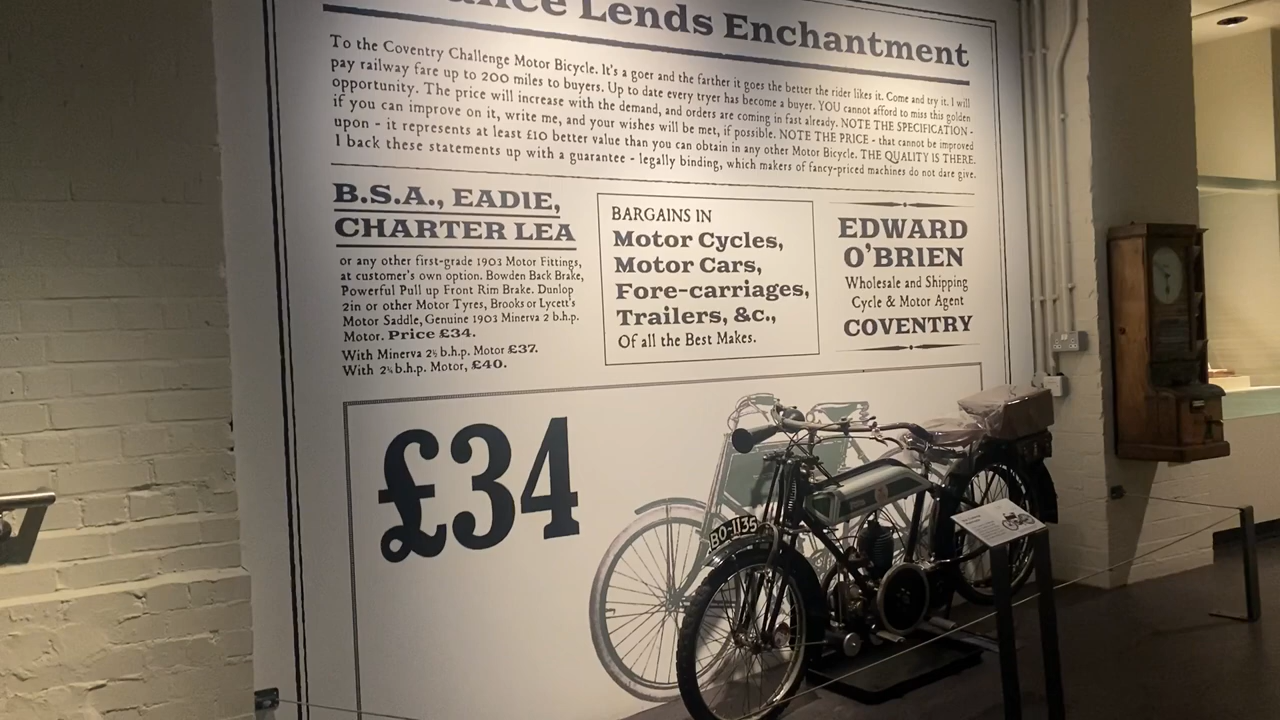 Lends Enchantment
To the Coventry Challenge Motor Bicycle. It's a goer and the farther it goes the better the rider likes it. Come and try it. I will
pay railway fare up to 200 miles to buyers. Up to date every tryer has become a buyer. YOU cannot afford to miss this golden
opportunity. The price will increase with the demand, and orders are coming in fast already. NOTE THE SPECIFICATION -
if you can improve on it, write me, and your wishes will be met, if possible. NOTE THE PRICE - that cannot be improved
upon - it represents at least £10 better value than you can obtain in any other Motor Bicycle. THE QUALITY IS THERE.
I back these statements up with a guarantee - legally binding, which makers of fancy-priced machines do not dare give.
B.S.A., EADIE,
CHARTER LEA
or any other first-grade 1903 Motor Fittings,
at customer's own option. Bowden Back Brake,
Powerful Pull up Front Rim Brake. Dunlop
2in or other Motor Tyres, Brooks or Lycett's
Motor Saddle, Genuine 1903 Minerva 2 b.h.p.
Motor. Price £34.
With Minerva 2½ b.h.p. Motor £37.
With 2¾ b.h.p. Motor, £40.
BARGAINS IN
Motor Cycles,
Motor Cars,
Fore-carriages,
Trailers, &c.,
Of all the Best Makes.
EDWARD
O'BRIEN
Wholesale and Shipping
Cycle & Motor Agent
COVENTRY
£34
BO-1135